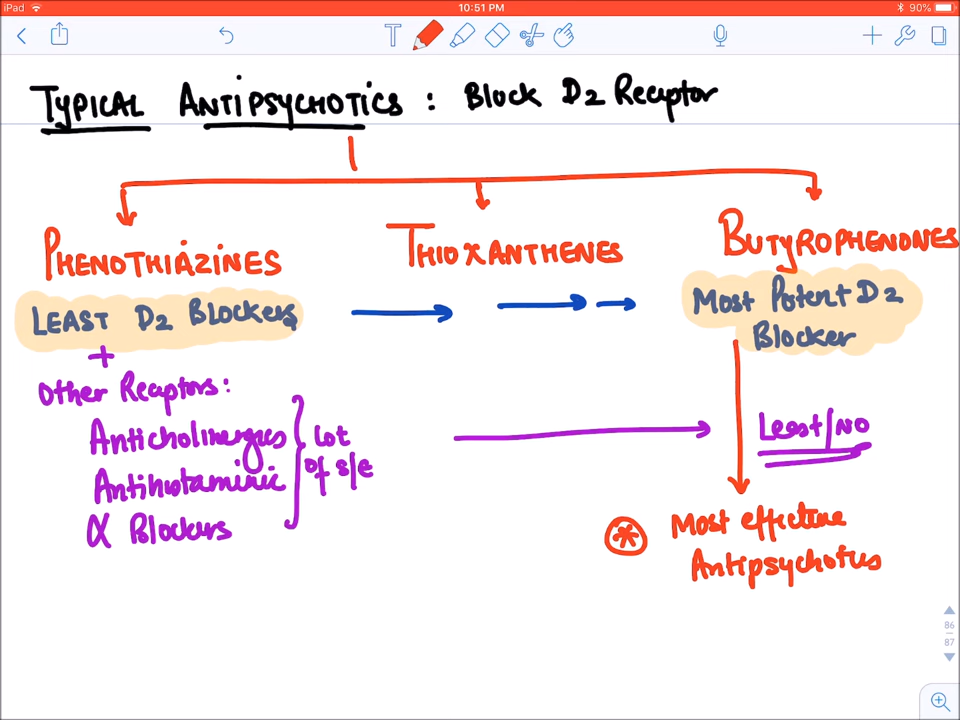 iPad
10:51 PM
90%
T
TYPICAL ANTIPSYCHOTICS : Block D2 Receptor
PHENOTHIAZINES
THIOXANTHENES
BUTYROPHENONES
LEAST D2 Blockers
Most Potent D2
Blocker
+
Other Receptors:
Anticholinergics
Antihistaminic
α Blockers
Lot
of s/e
Least/NO
Most effective
Antipsychotics
86
87